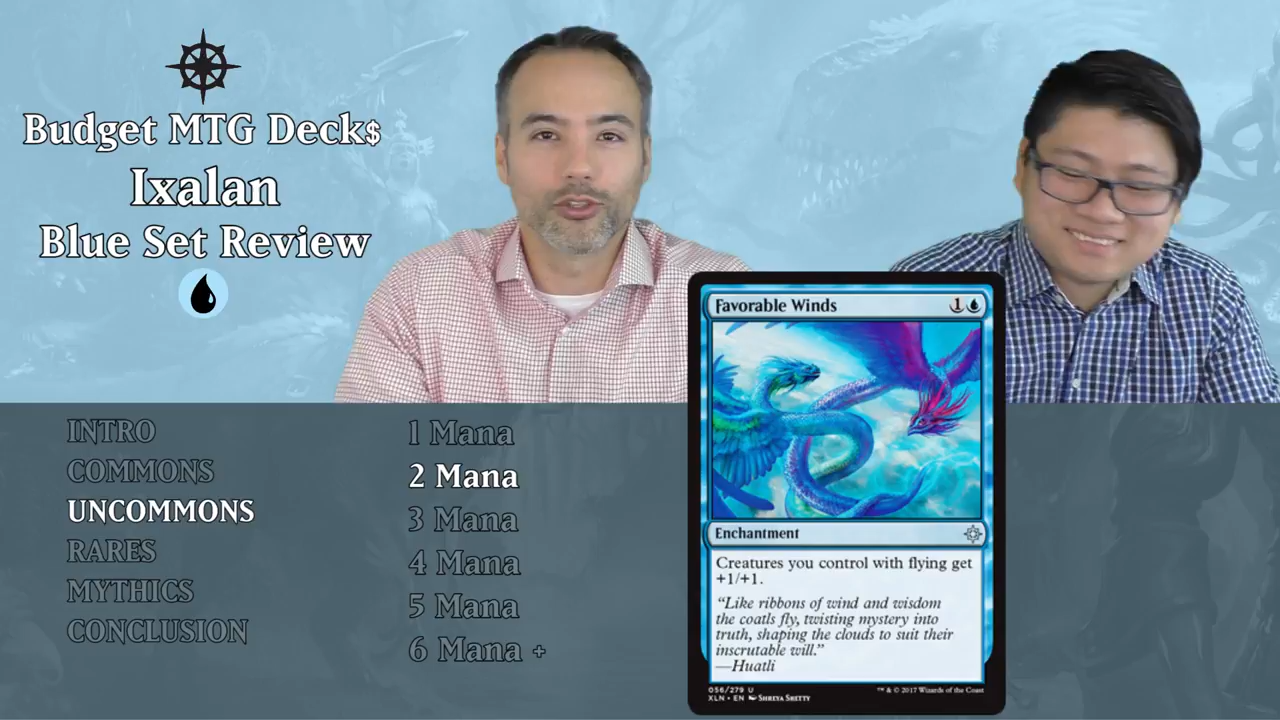 Budget MTG Deck$
Ixalan
Blue Set Review
INTRO
COMMONS
UNCOMMONS
RARES
MYTHICS
CONCLUSION
1 Mana
2 Mana
3 Mana
4 Mana
5 Mana
6 Mana +
Favorable Winds 1
Enchantment
Creatures you control with flying get
+1/+1.
“Like ribbons of wind and wisdom
the coatls fly, twisting mystery into
truth, shaping the clouds to suit their
inscrutable will.”
—Huatli
056/279 U
XLN • EN Shreya Shetty
™ & © 2017 Wizards of the Coast